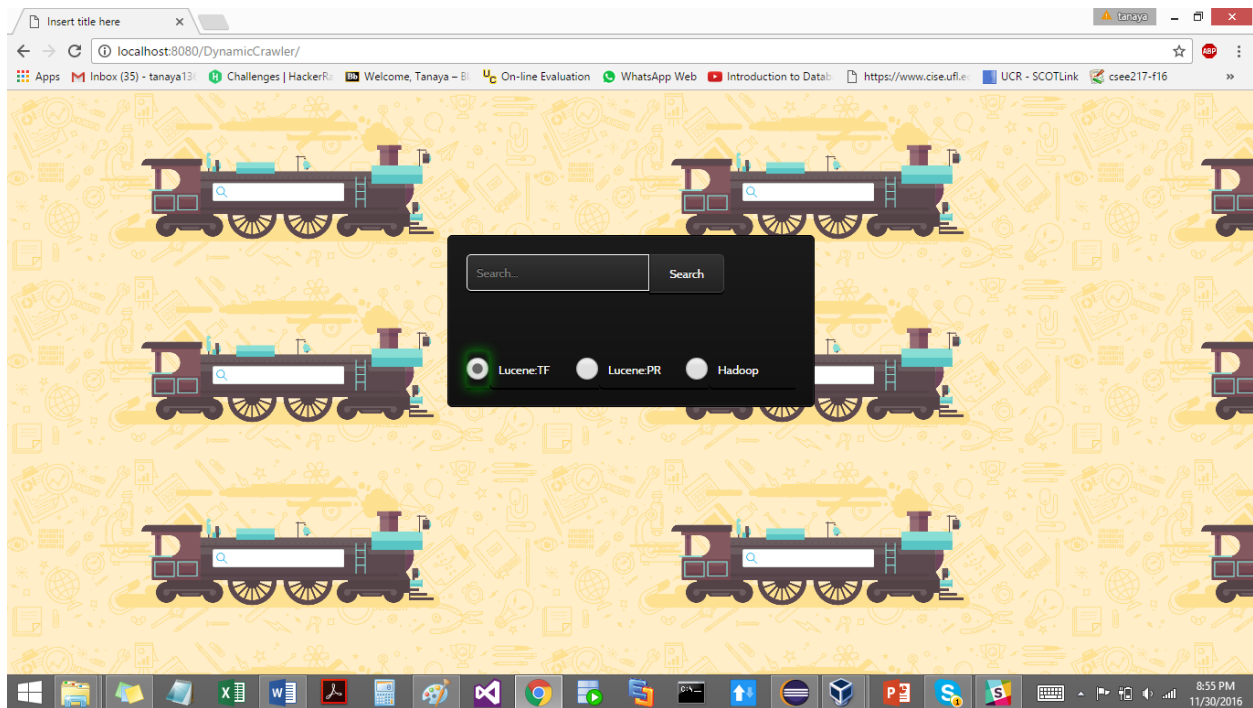 Insert title here
tanaya
localhost:8080/DynamicCrawler/
ABP
Apps Inbox (35) - tanaya13 Challenges | HackerRa Welcome, Tanaya – Bl On-line Evaluation WhatsApp Web Introduction to Datab https://www.cise.ufl.ed UCR - SCOTLink csee217-f16 »
Search...
Search
Lucene:TF Lucene:PR Hadoop
8:55 PM
11/30/2016